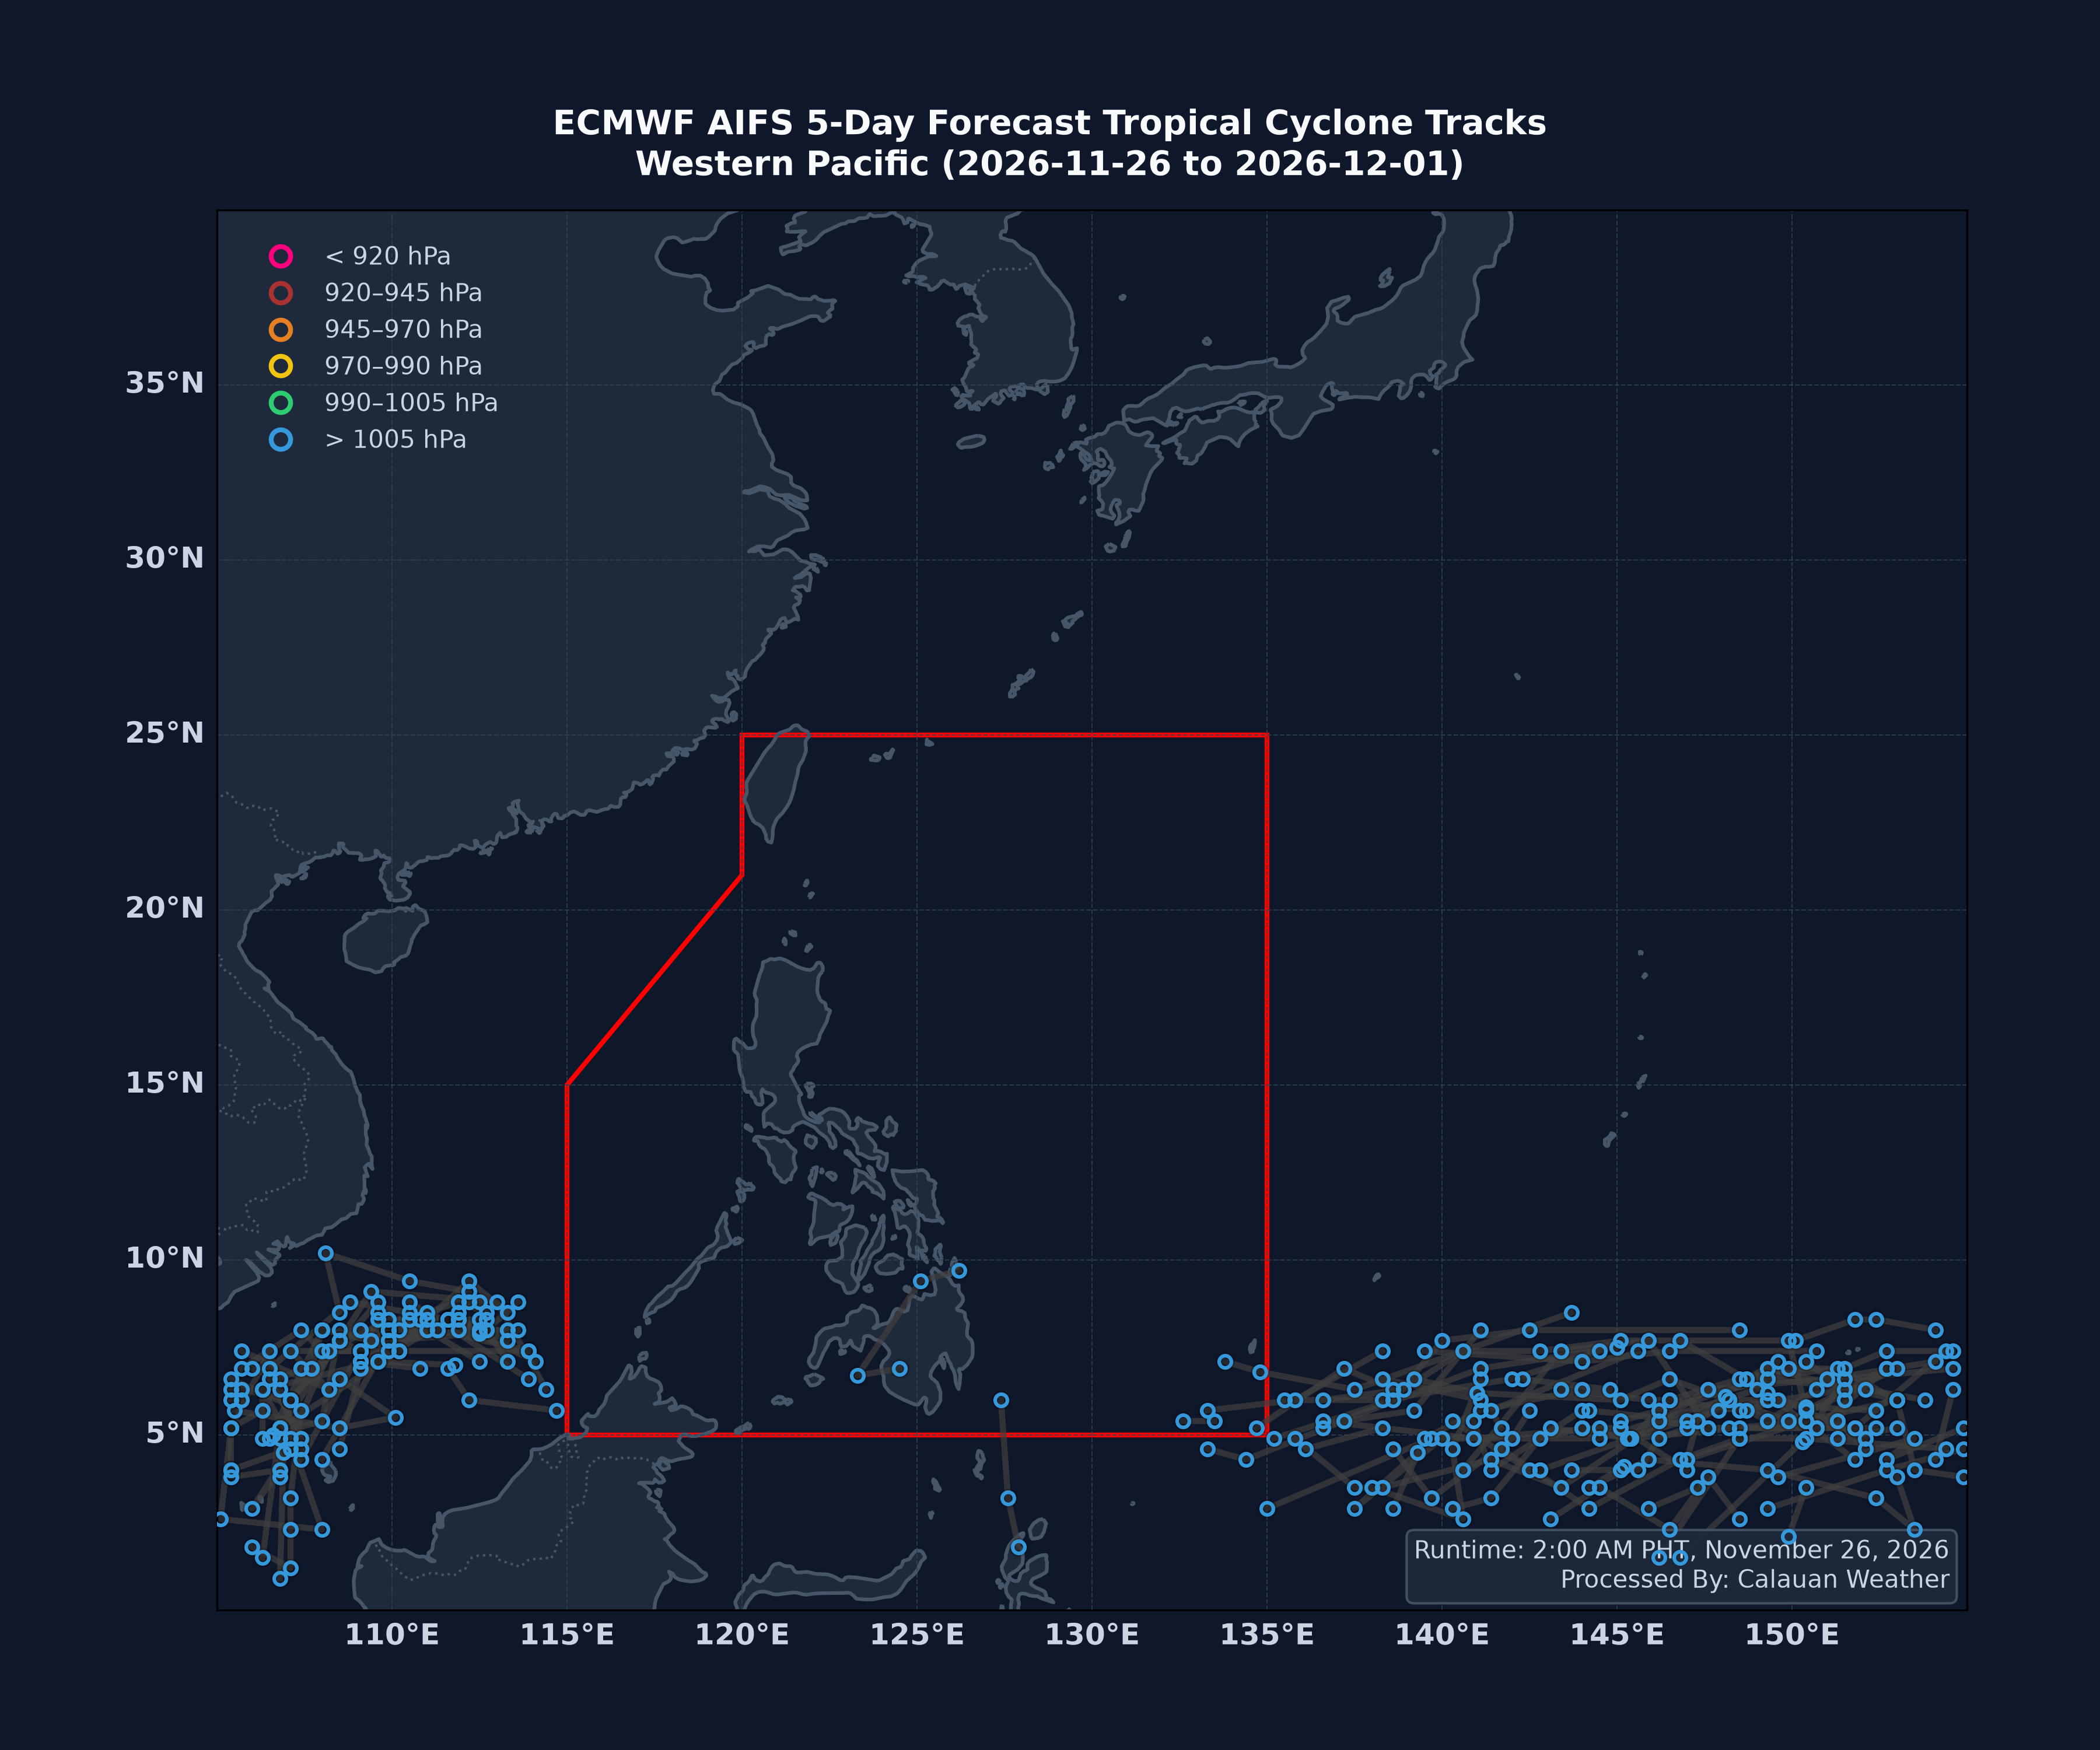 ECMWF AIFS 5-Day Forecast Tropical Cyclone Tracks
Western Pacific (2026-11-26 to 2026-12-01)
< 920 hPa
920–945 hPa
945–970 hPa
970–990 hPa
990–1005 hPa
> 1005 hPa
35°N
30°N
25°N
20°N
15°N
10°N
5°N
Runtime: 2:00 AM PHT, November 26, 2026
Processed By: Calauan Weather
110°E 115°E 120°E 125°E 130°E 135°E 140°E 145°E 150°E